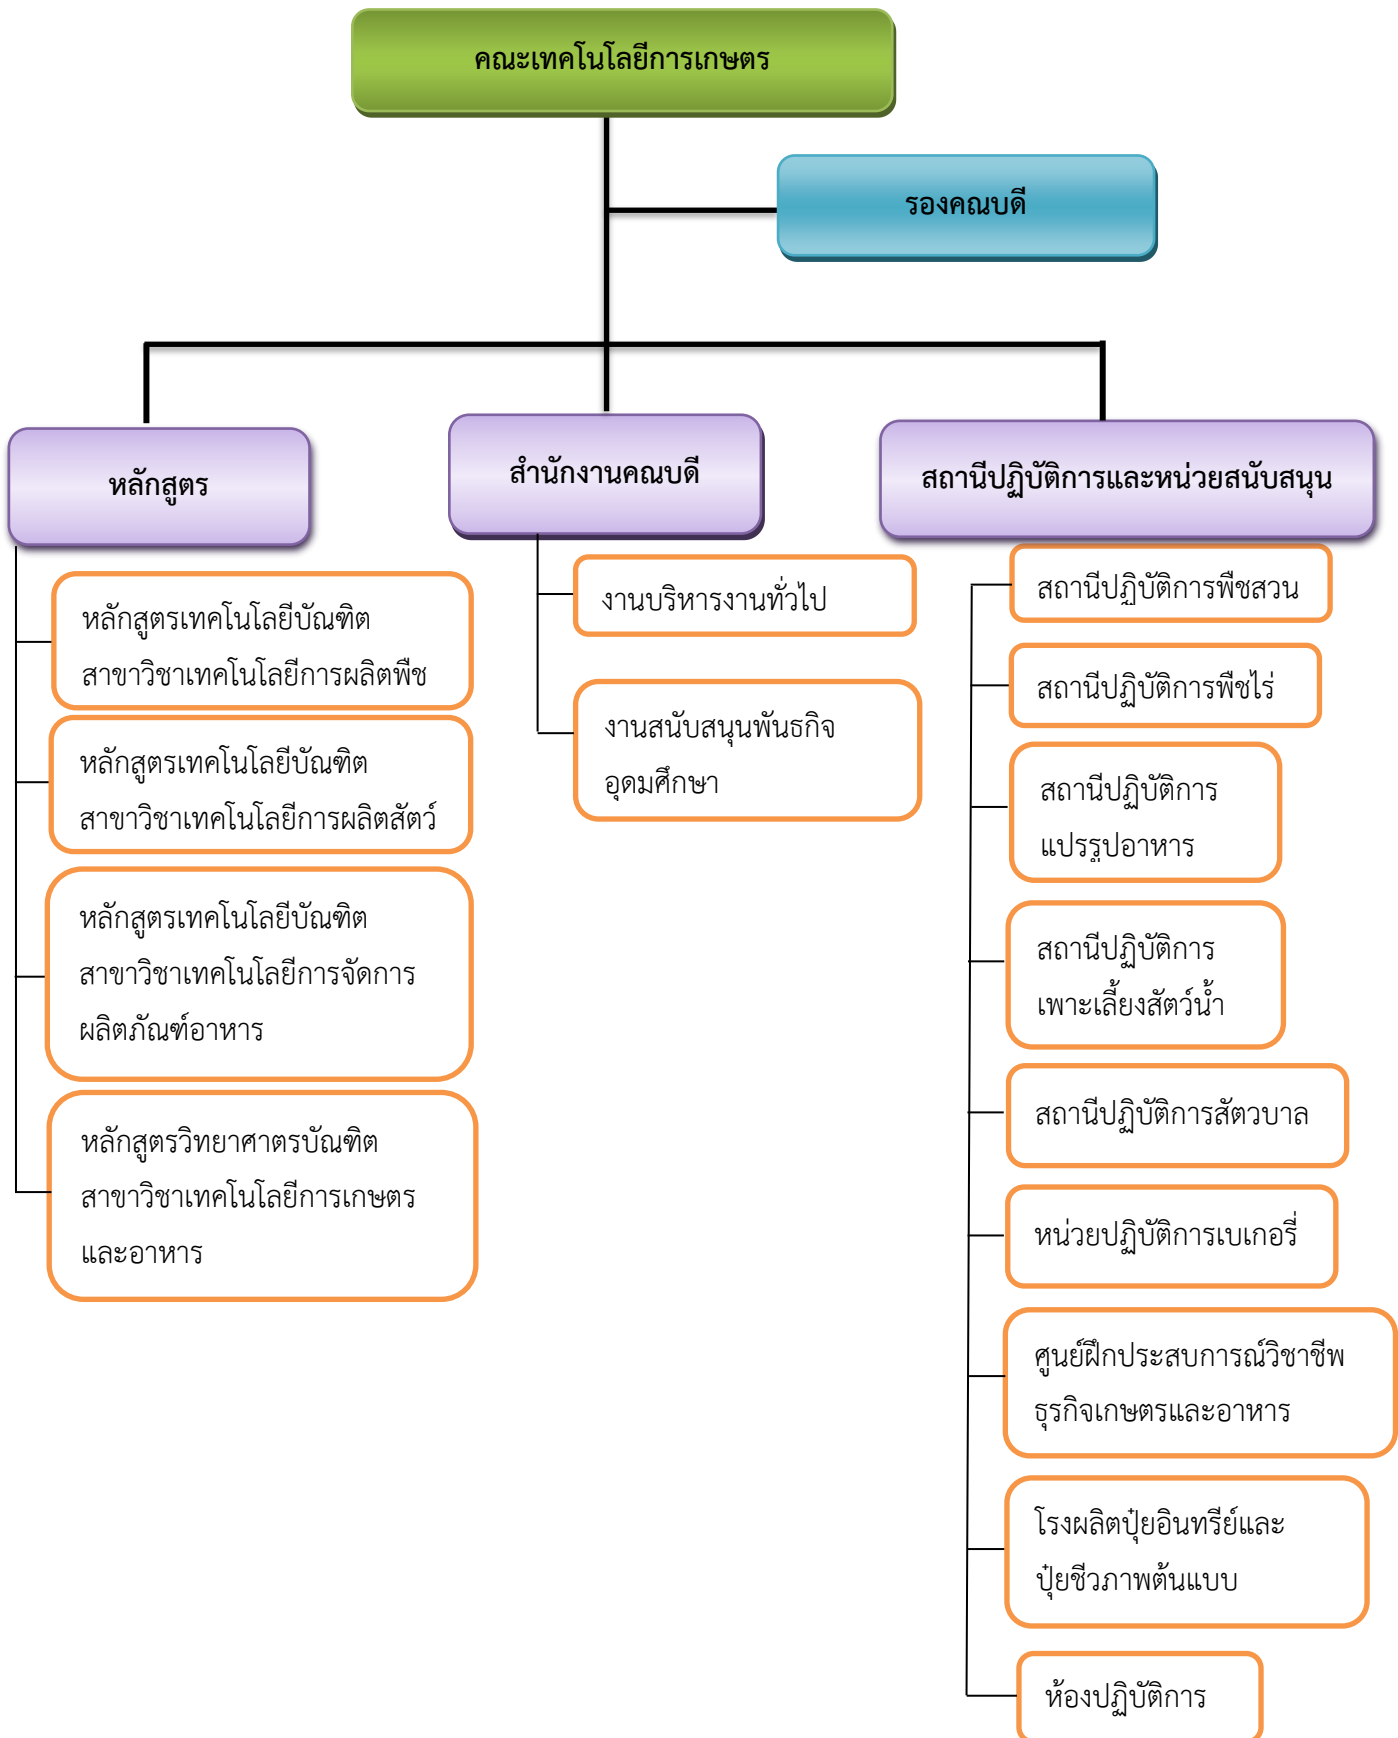 คณะเทคโนโลยีการเกษตร
รองคณบดี
หลักสูตร
หลักสูตรเทคโนโลยีบัณฑิต
สาขาวิชาเทคโนโลยีการผลิตพืช
หลักสูตรเทคโนโลยีบัณฑิต
สาขาวิชาเทคโนโลยีการผลิตสัตว์
หลักสูตรเทคโนโลยีบัณฑิต
สาขาวิชาเทคโนโลยีการจัดการ
ผลิตภัณฑ์อาหาร
หลักสูตรวิทยาศาตรบัณฑิต
สาขาวิชาเทคโนโลยีการเกษตร
และอาหาร
สำนักงานคณบดี
งานบริหารงานทั่วไป
งานสนับสนุนพันธกิจ
อุดมศึกษา
สถานีปฏิบัติการและหน่วยสนับสนุน
สถานีปฏิบัติการพืชสวน
สถานีปฏิบัติการพืชไร่
สถานีปฏิบัติการ
แปรรูปอาหาร
สถานีปฏิบัติการ
เพาะเลี้ยงสัตว์น้ำ
สถานีปฏิบัติการสัตวบาล
หน่วยปฏิบัติการเบเกอรี่
ศูนย์ฝึกประสบการณ์วิชาชีพ
ธุรกิจเกษตรและอาหาร
โรงผลิตปุ๋ยอินทรีย์และ
ปุ๋ยชีวภาพต้นแบบ
ห้องปฏิบัติการ